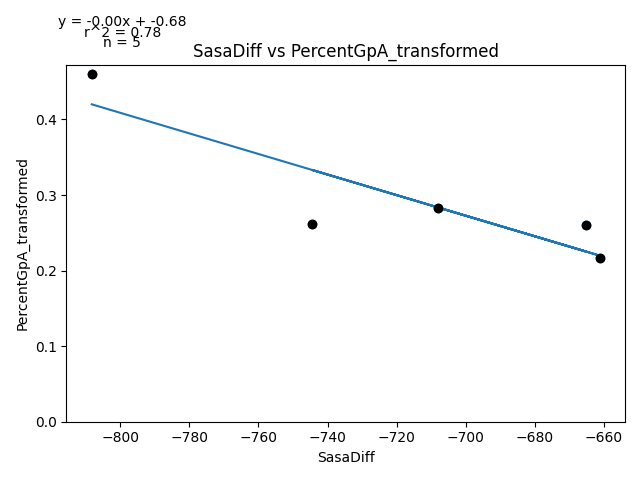 y = -0.00x + -0.68
r^2 = 0.78
n = 5
SasaDiff vs PercentGpA_transformed
PercentGpA_transformed
0.4
0.3
0.2
0.1
0.0
−800
−780
−760
−740
−720
−700
−680
−660
SasaDiff